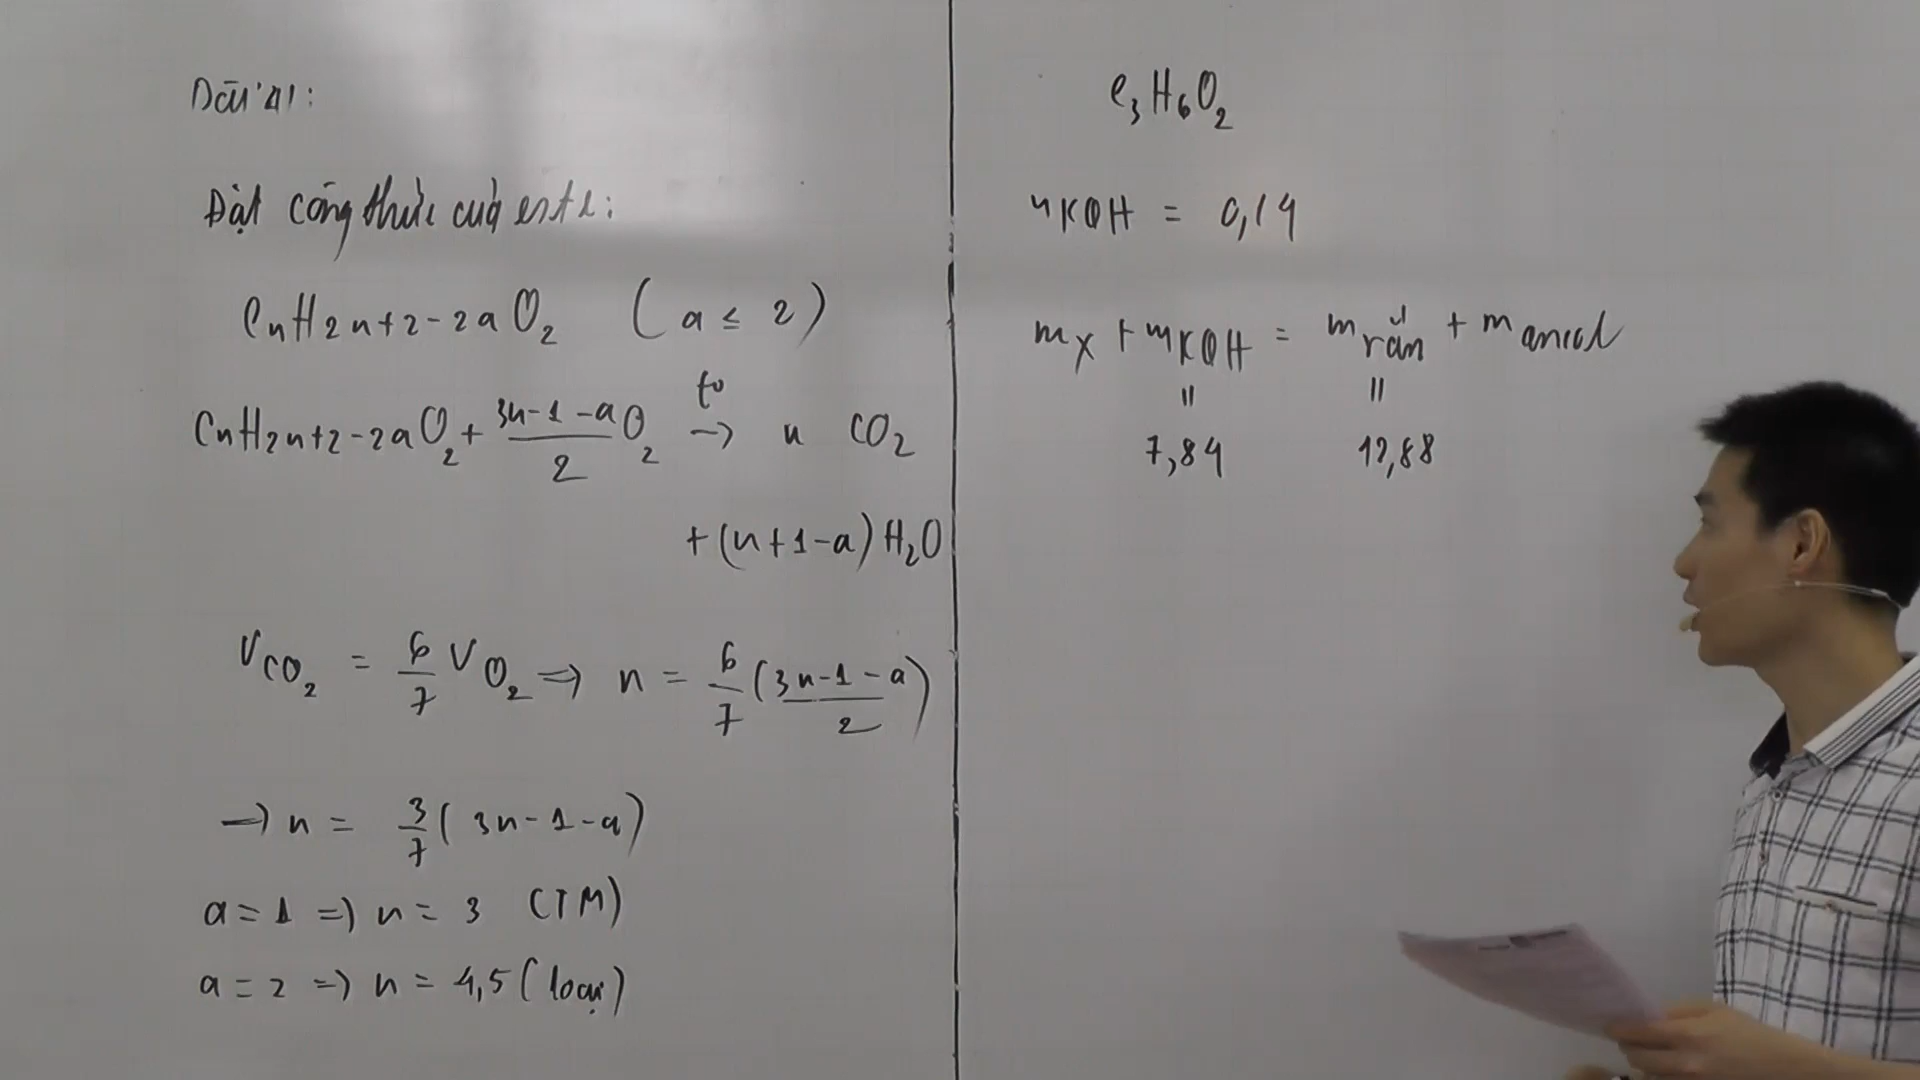 Bài 41:
Đặt công thức của este:
CnH2n+2-2aO2 (a ≤ 2)
CnH2n+2-2aO2 + (3n-1-a)/2 O2 –t°→ n CO2
+ (n+1-a) H2O
VCO2 = 6/7 VO2 ⇒ n = 6/7 ((3n-1-a)/2)
→ n = 3/7 (3n-1-a)
a = 1 ⇒ n = 3 (TM)
a = 2 ⇒ n = 4,5 (loại)
C3H6O2
nKOH = 0,14
mX + mKOH = m rắn + m ancol
= =
7,84 12,88